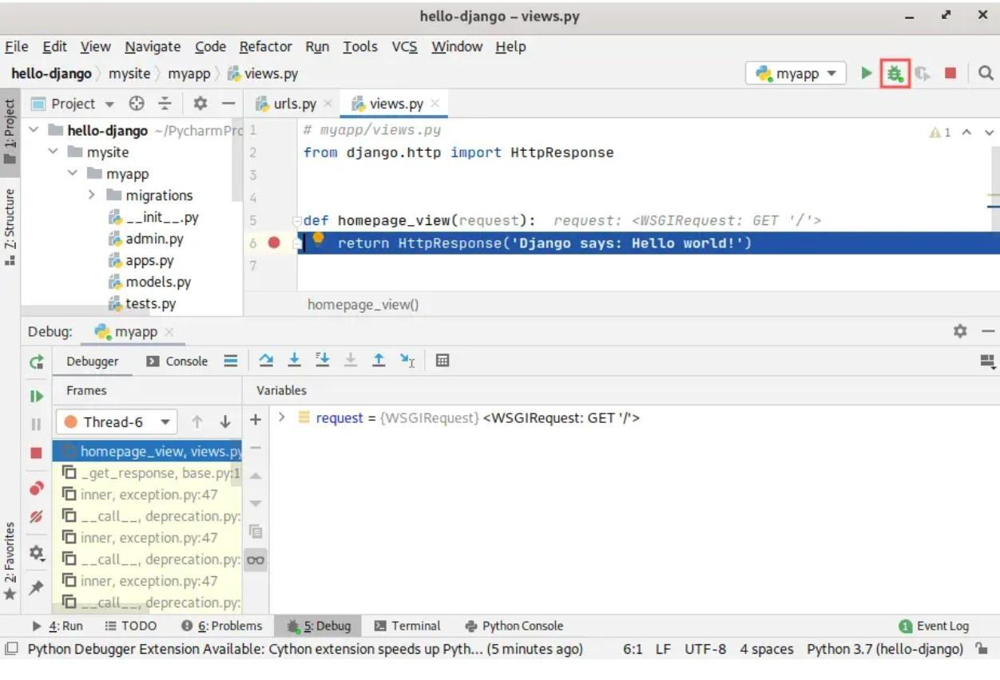 hello-django – views.py
File Edit View Navigate Code Refactor Run Tools VCS Window Help
hello-django mysite myapp views.py myapp
1: Project
Project urls.py views.py
hello-django ~/PycharmPro
mysite
myapp
migrations
__init__.py
admin.py
apps.py
models.py
tests.py
Z: Structure
1 # myapp/views.py 1
2 from django.http import HttpResponse
3
4
5 def homepage_view(request): request: <WSGIRequest: GET '/'>
6 return HttpResponse('Django says: Hello world!')
7
homepage_view()
Debug: myapp
Debugger Console
Frames Variables
Thread-6
request = {WSGIRequest} <WSGIRequest: GET '/'>
homepage_view, views.py
_get_response, base.py:1
inner, exception.py:47
__call__, deprecation.py:
inner, exception.py:47
__call__, deprecation.py:
inner, exception.py:47
__call__, deprecation.py:
2: Favorites
4: Run TODO 6: Problems 5: Debug Terminal Python Console 1 Event Log
Python Debugger Extension Available: Cython extension speeds up Pyth... (5 minutes ago) 6:1 LF UTF-8 4 spaces Python 3.7 (hello-django)